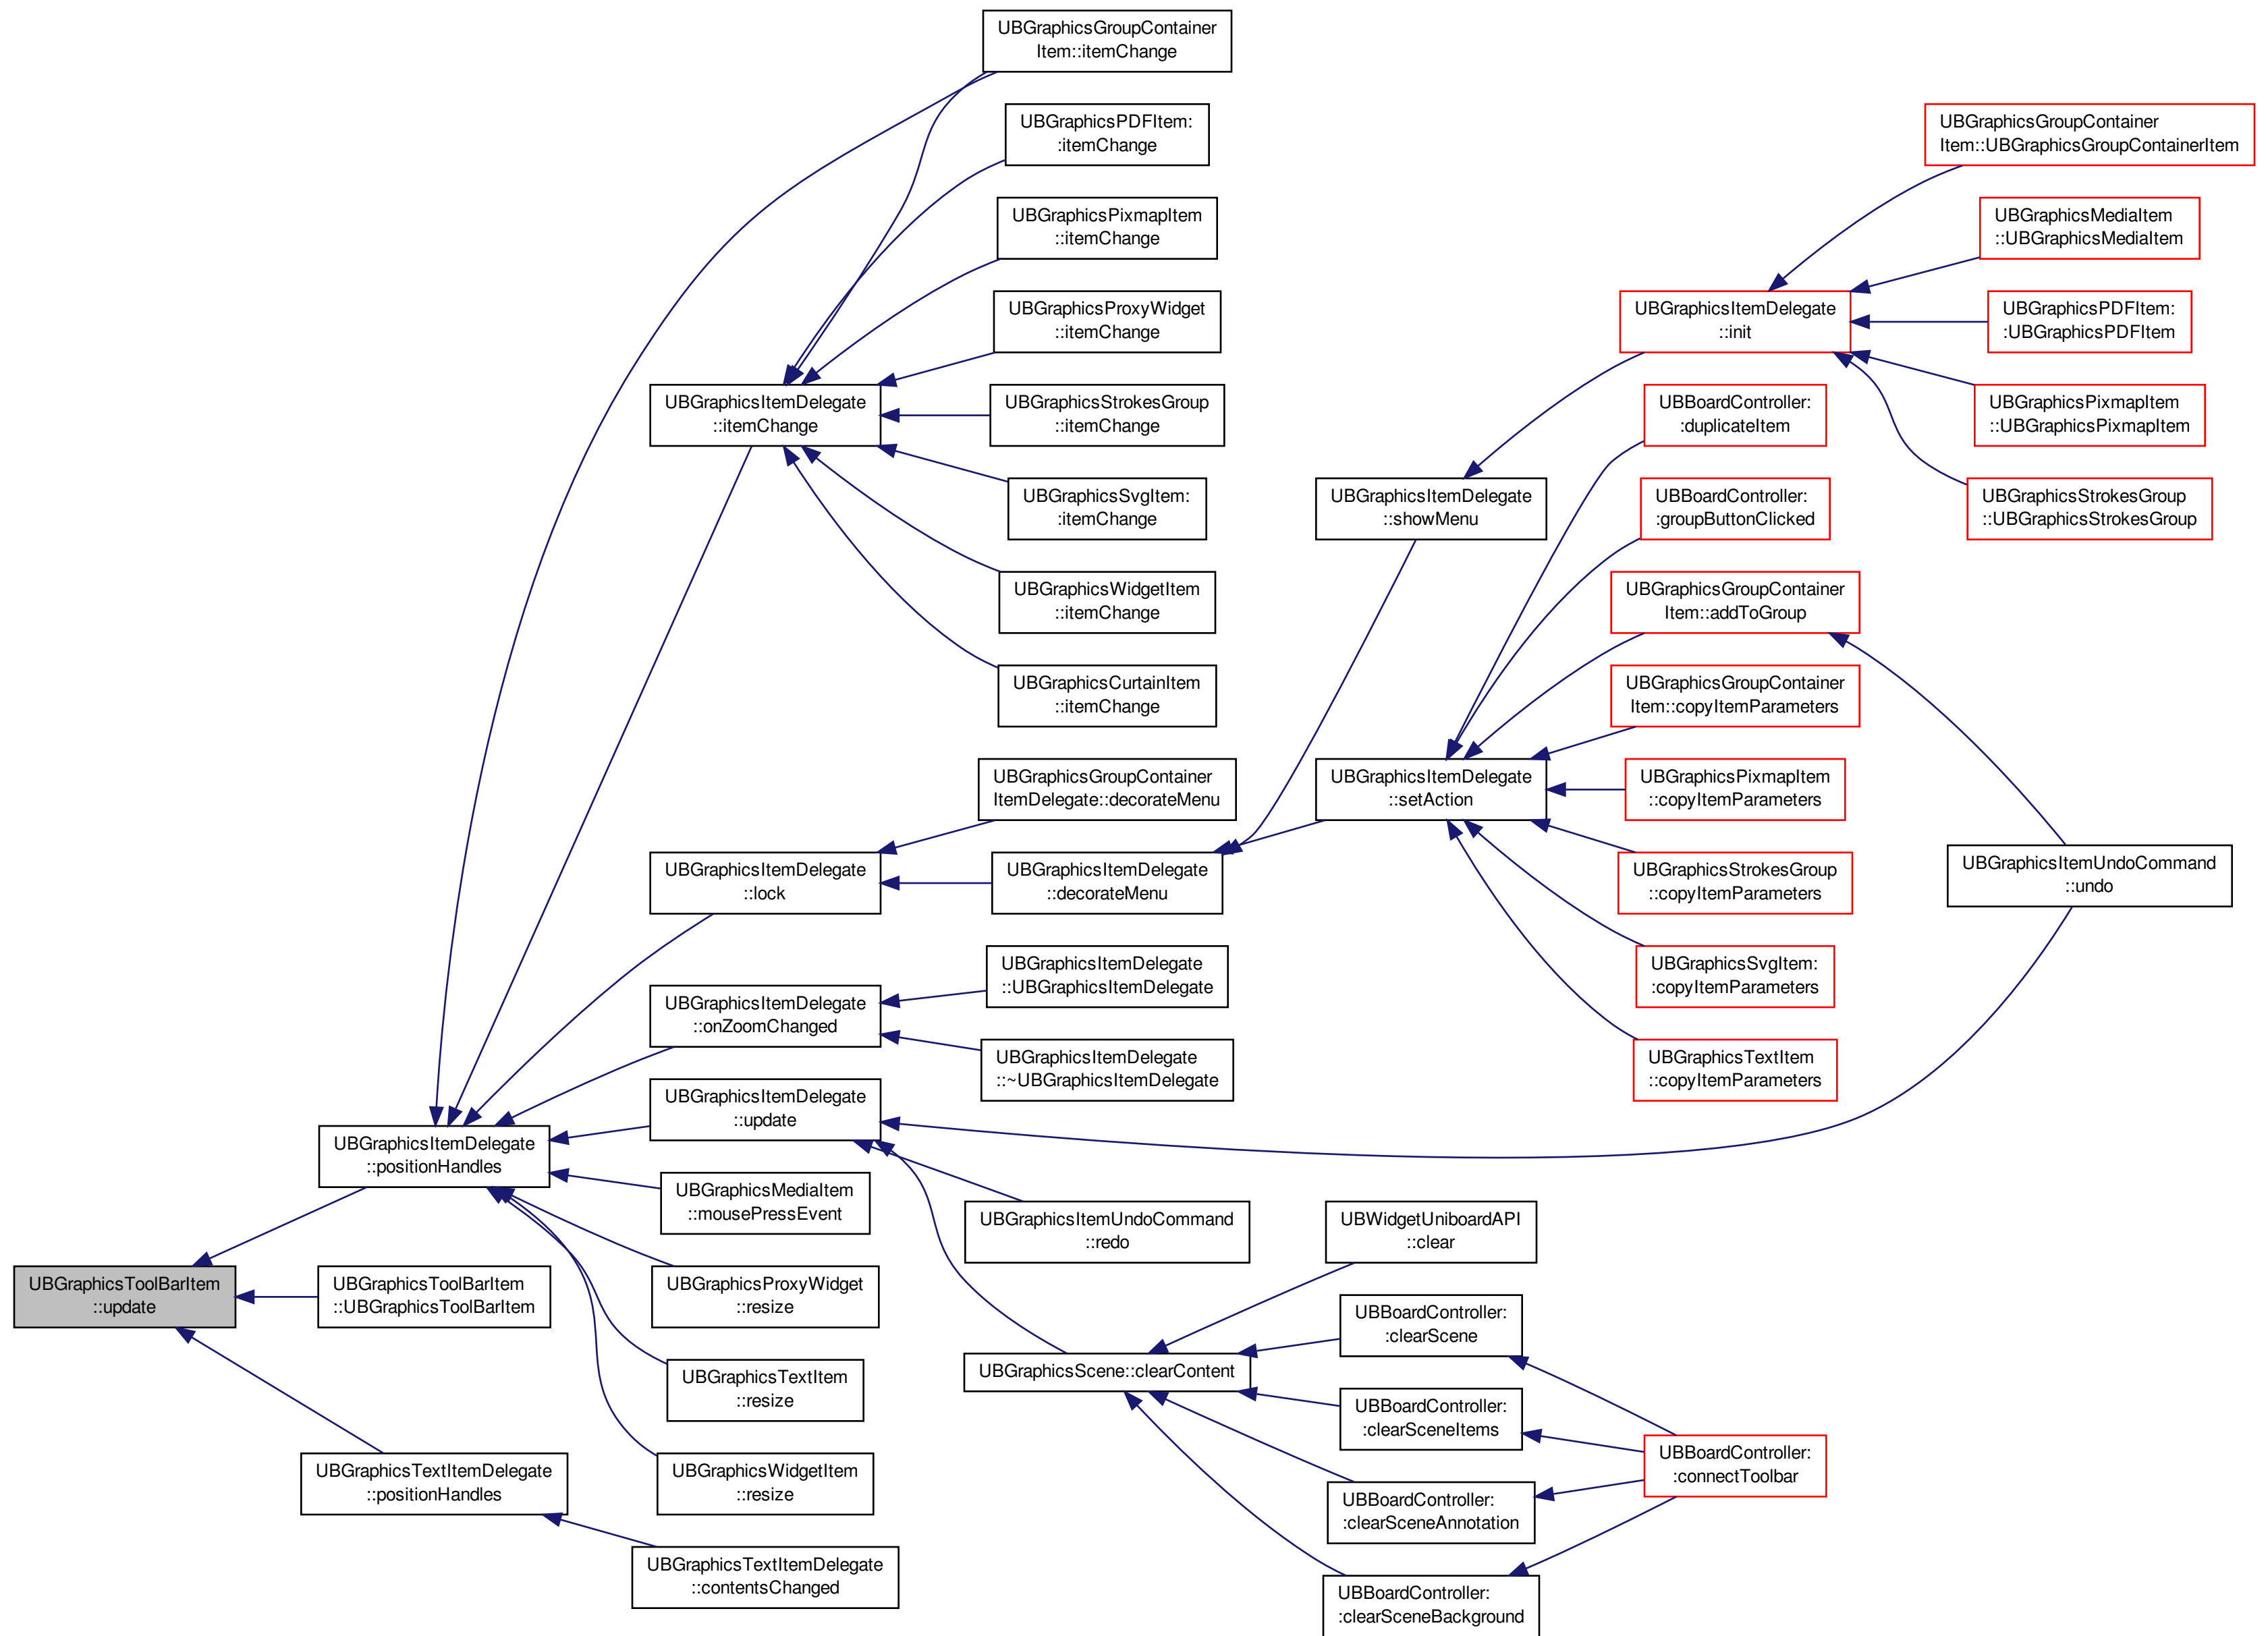 UBGraphicsGroupContainer
Item::itemChange
UBGraphicsPDFItem:
:itemChange
UBGraphicsPixmapItem
::itemChange
UBGraphicsProxyWidget
::itemChange
UBGraphicsItemDelegate
::itemChange
UBGraphicsStrokesGroup
::itemChange
UBGraphicsSvgItem:
:itemChange
UBGraphicsWidgetItem
::itemChange
UBGraphicsCurtainItem
::itemChange
UBGraphicsGroupContainer
Item::UBGraphicsGroupContainerItem
UBGraphicsMediaItem
::UBGraphicsMediaItem
UBGraphicsItemDelegate
::init
UBGraphicsPDFItem:
:UBGraphicsPDFItem
UBGraphicsPixmapItem
::UBGraphicsPixmapItem
UBGraphicsStrokesGroup
::UBGraphicsStrokesGroup
UBBoardController:
:duplicateItem
UBGraphicsItemDelegate
::showMenu
UBBoardController:
:groupButtonClicked
UBGraphicsGroupContainer
Item::addToGroup
UBGraphicsGroupContainer
Item::copyItemParameters
UBGraphicsItemDelegate
::setAction
UBGraphicsPixmapItem
::copyItemParameters
UBGraphicsStrokesGroup
::copyItemParameters
UBGraphicsSvgItem:
:copyItemParameters
UBGraphicsTextItem
::copyItemParameters
UBGraphicsItemUndoCommand
::undo
UBGraphicsGroupContainer
ItemDelegate::decorateMenu
UBGraphicsItemDelegate
::lock
UBGraphicsItemDelegate
::decorateMenu
UBGraphicsItemDelegate
::onZoomChanged
UBGraphicsItemDelegate
::UBGraphicsItemDelegate
UBGraphicsItemDelegate
::~UBGraphicsItemDelegate
UBGraphicsItemDelegate
::update
UBGraphicsItemDelegate
::positionHandles
UBGraphicsMediaItem
::mousePressEvent
UBGraphicsItemUndoCommand
::redo
UBWidgetUniboardAPI
::clear
UBGraphicsToolBarItem
::update
UBGraphicsToolBarItem
::UBGraphicsToolBarItem
UBGraphicsProxyWidget
::resize
UBBoardController:
:clearScene
UBGraphicsTextItem
::resize
UBGraphicsScene::clearContent
UBBoardController:
:clearSceneItems
UBBoardController:
:connectToolbar
UBGraphicsTextItemDelegate
::positionHandles
UBGraphicsWidgetItem
::resize
UBBoardController:
:clearSceneAnnotation
UBGraphicsTextItemDelegate
::contentsChanged
UBBoardController:
:clearSceneBackground